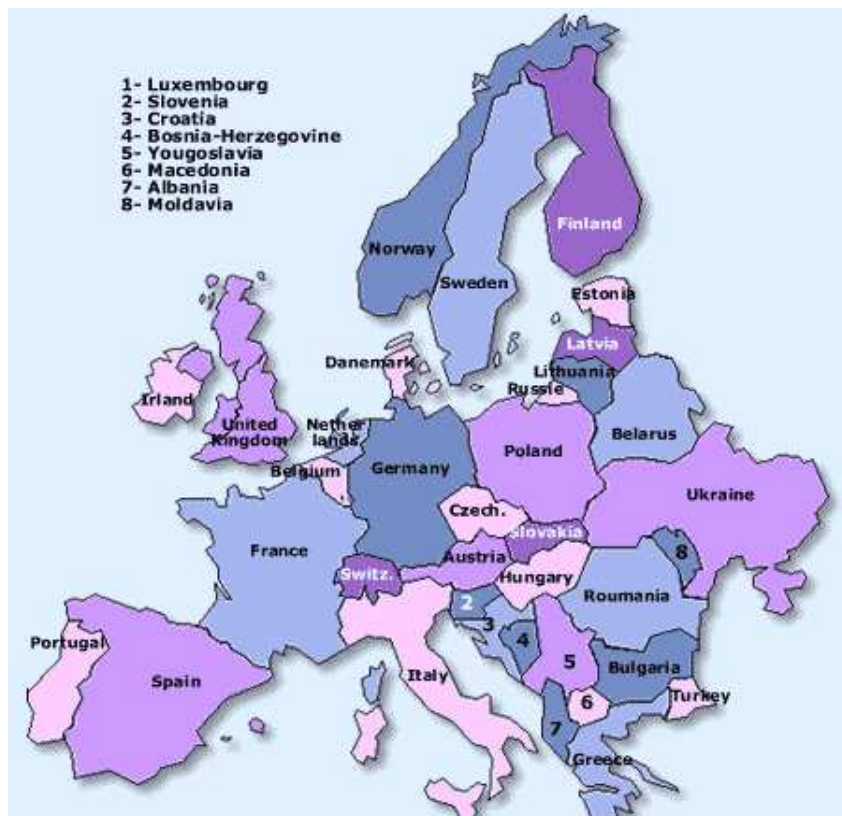 1- Luxembourg
2- Slovenia
3- Croatia
4- Bosnia-Herzegovine
5- Yougoslavia
6- Macedonia
7- Albania
8- Moldavia
Finland
Norway
Sweden
Estonia
Latvia
Danemark
Lithuania
Russie
Irland
United
Kingdom
Nether
lands
Belarus
Poland
Belgium
Germany
Ukraine
Czech.
Slovakia
France
Austria
8
Switz.
Hungary
Roumania
2
3
4
Portugal
5
Bulgaria
Spain
Italy
Turkey
6
7
Greece